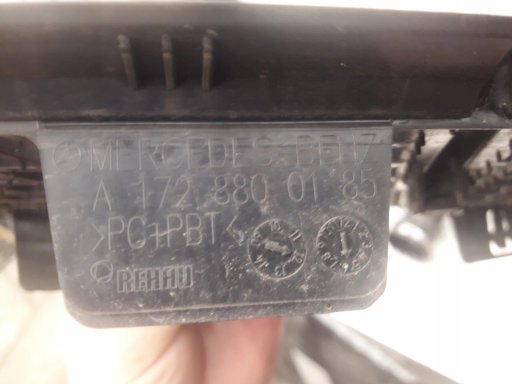 MERCEDES-BENZ
A 172 880 01 85
>PC+PBT<
REHAU